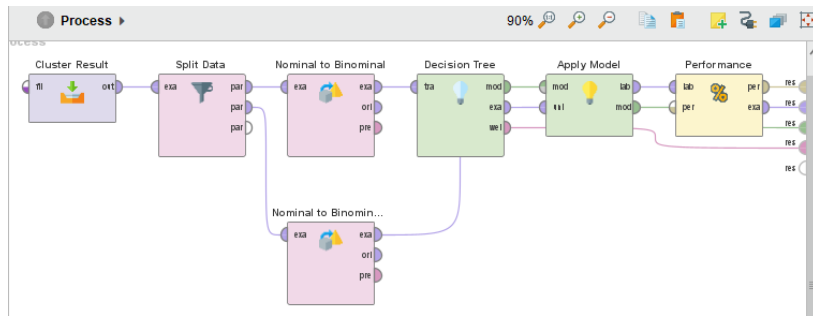 Process
90%
ocess
Cluster Result
Split Data
Nominal to Binominal
Decision Tree
Apply Model
Performance
fil
out
exa
par
par
par
exa
exa
ori
pre
tra
mod
exa
wei
mod
unl
lab
mod
lab
per
per
exa
res
res
res
res
res
Nominal to Binomin...
exa
exa
ori
pre